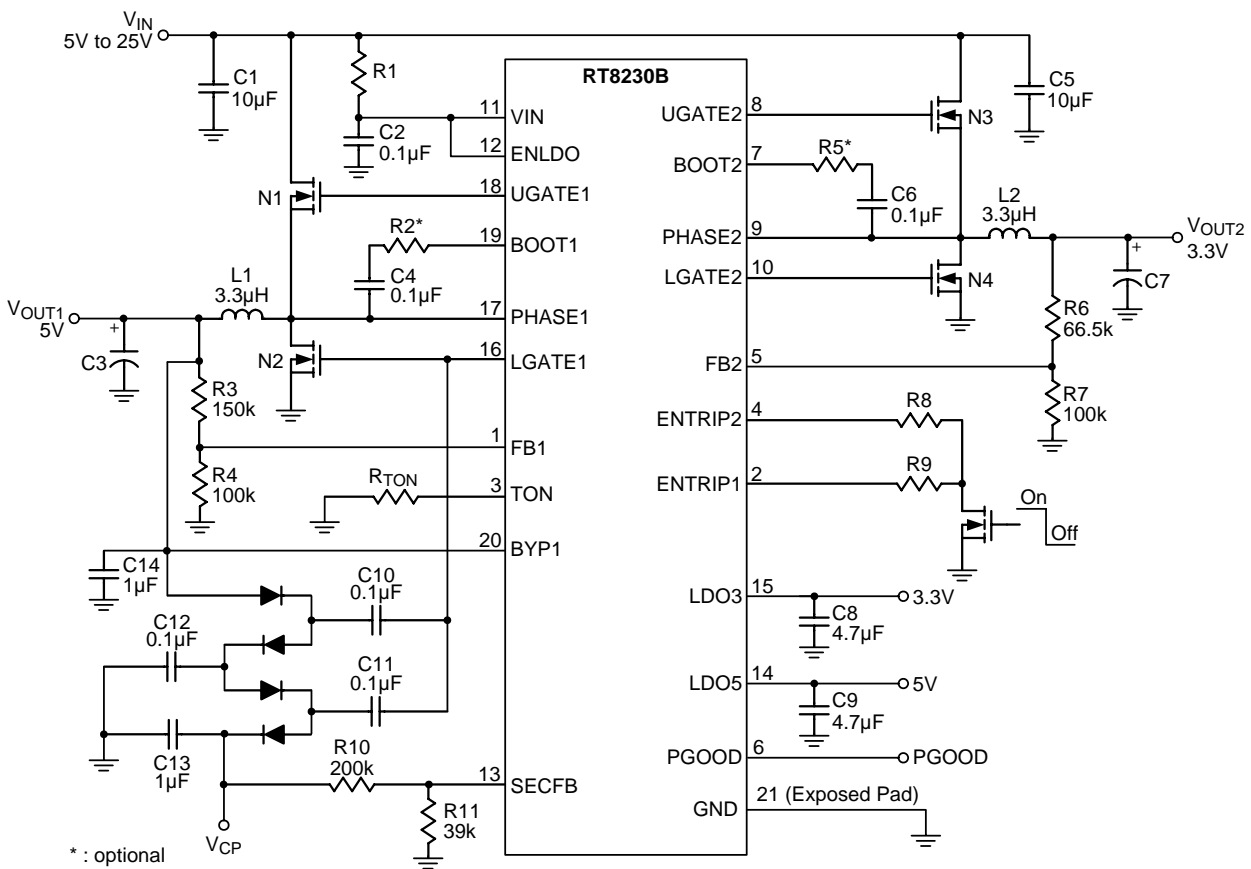 VIN
5V to 25V
C1
10µF
R1
C2
0.1µF
N1
RT8230B
11 VIN
12 ENLDO
18 UGATE1
19 BOOT1
17 PHASE1
16 LGATE1
1 FB1
3 TON
20 BYP1
13 SECFB
UGATE2 8
BOOT2 7
PHASE2 9
LGATE2 10
FB2 5
ENTRIP2 4
ENTRIP1 2
LDO3 15
LDO5 14
PGOOD 6
GND 21 (Exposed Pad)
R2*
C4
0.1µF
L1
3.3µH
VOUT1
5V
+
C3
N2
R3
150k
R4
100k
RTON
C14
1µF
C10
0.1µF
C12
0.1µF
C11
0.1µF
C13
1µF
R10
200k
R11
39k
VCP
* : optional
C5
10µF
N3
R5*
C6
0.1µF
L2
3.3µH
VOUT2
3.3V
+
C7
N4
R6
66.5k
R7
100k
R8
R9
On
Off
3.3V
C8
4.7µF
5V
C9
4.7µF
PGOOD